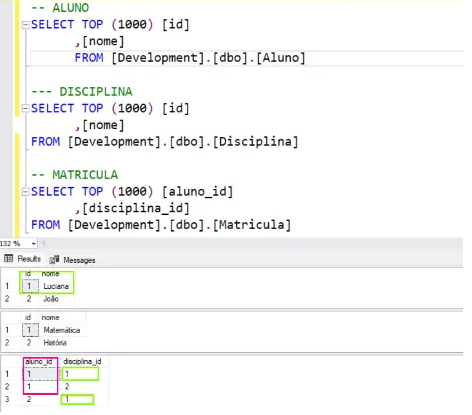 -- ALUNO
SELECT TOP (1000) [id]
,[nome]
FROM [Development].[dbo].[Aluno]
--- DISCIPLINA
SELECT TOP (1000) [id]
,[nome]
FROM [Development].[dbo].[Disciplina]
-- MATRICULA
SELECT TOP (1000) [aluno_id]
,[disciplina_id]
FROM [Development].[dbo].[Matricula]
132 %
Results Messages
id nome
1 1 Luciana
2 2 João
id nome
1 1 Matemática
2 2 História
aluno_id disciplina_id
1 1 1
2 1 2
3 2 1